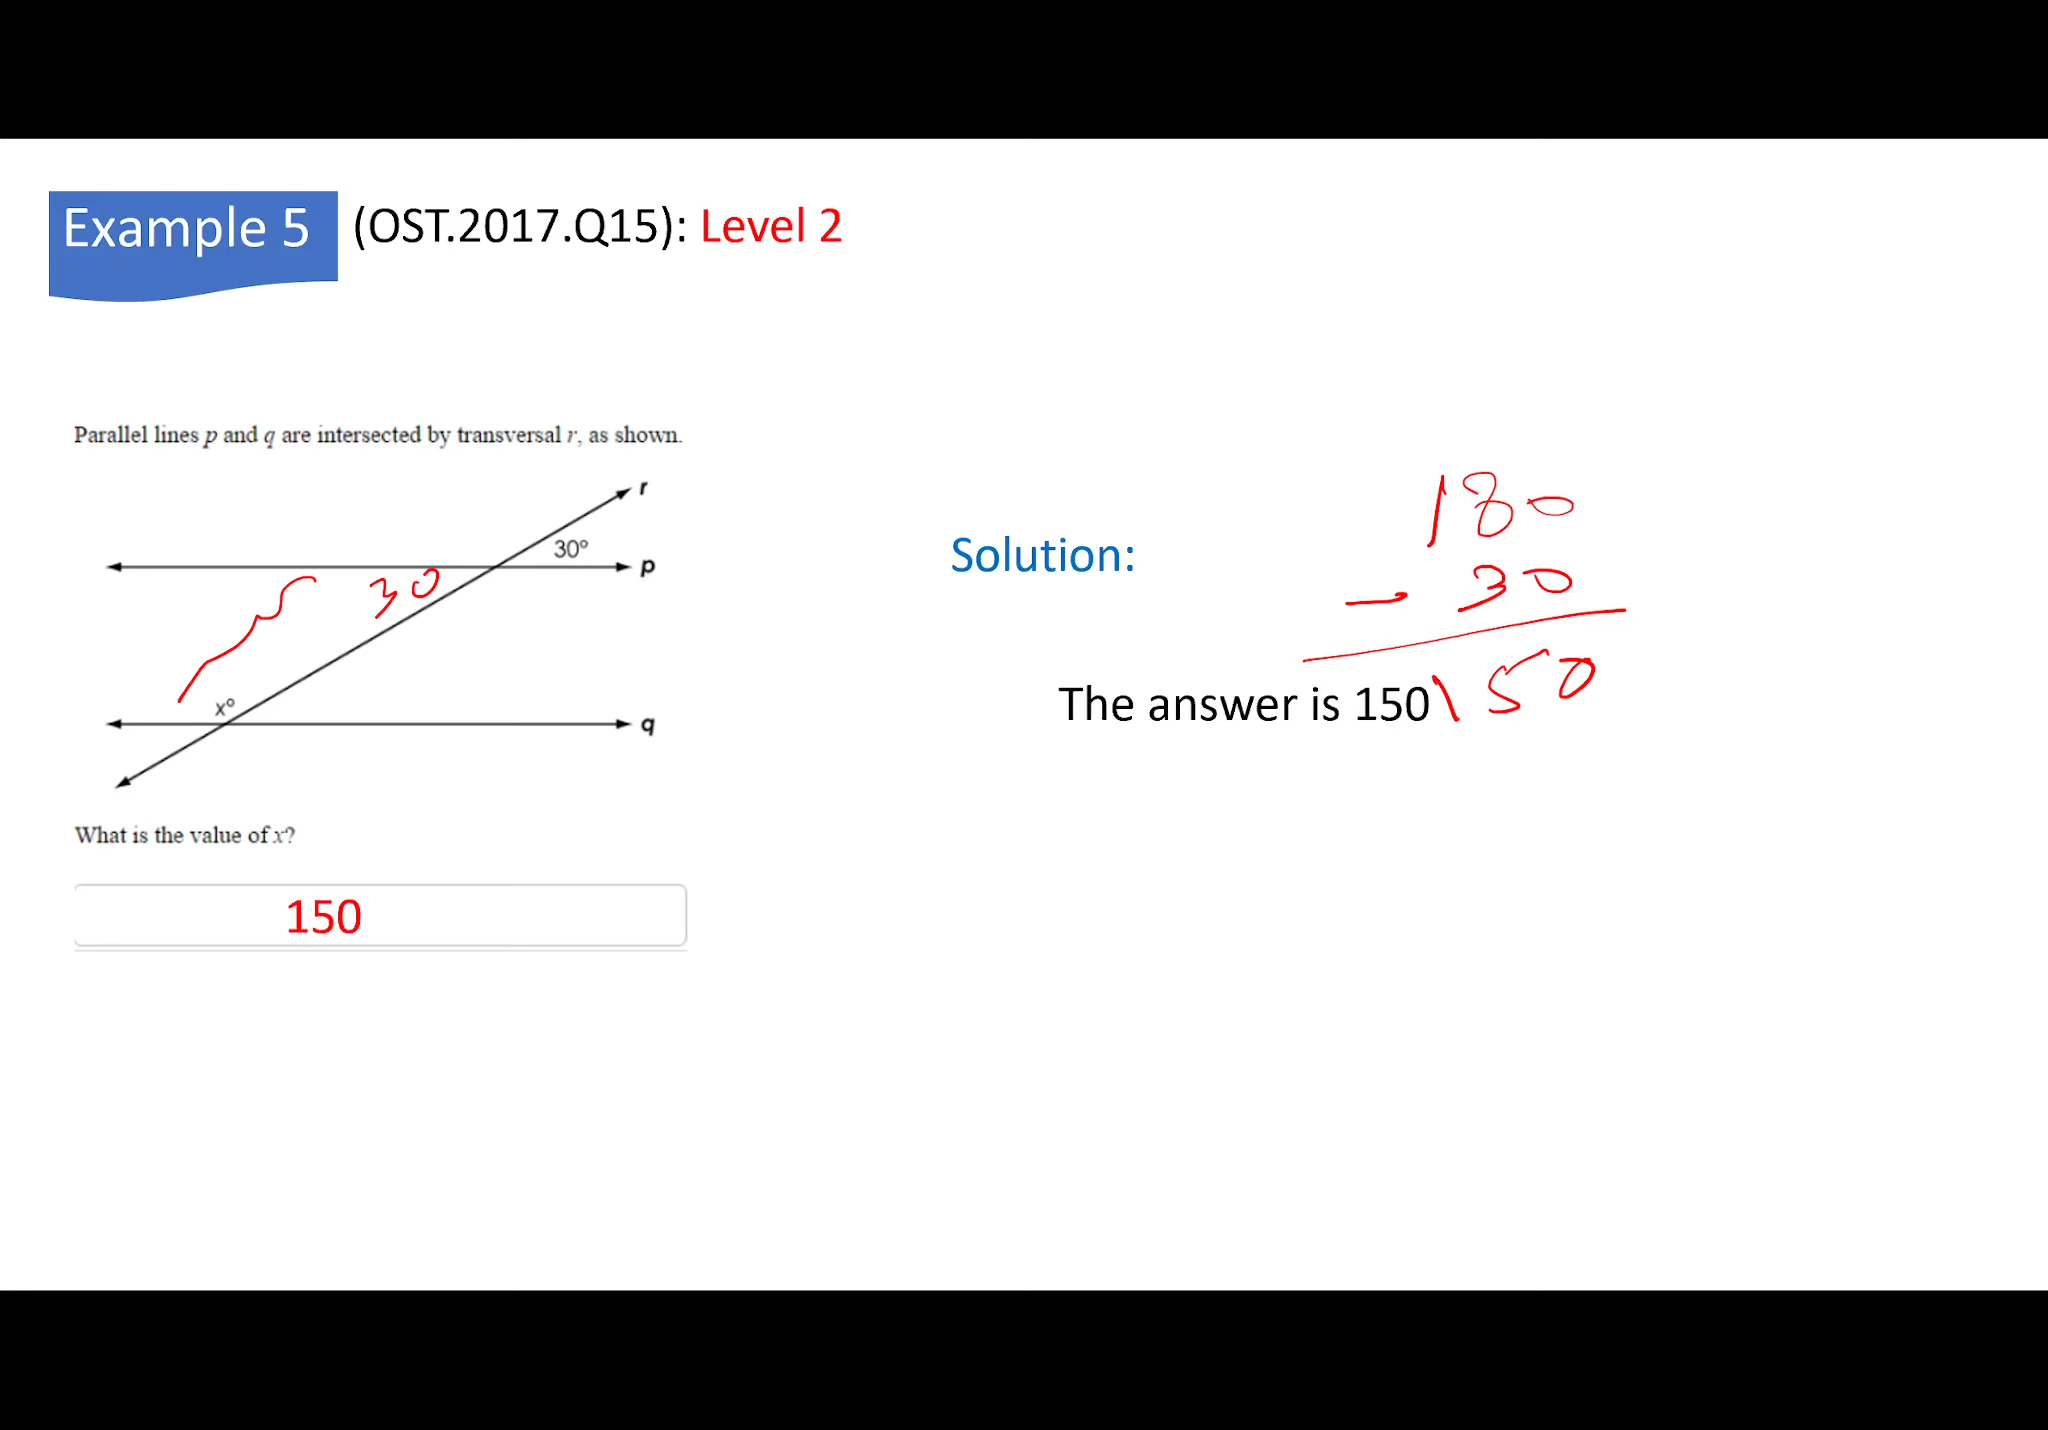 Example 5 (OST.2017.Q15): Level 2
Parallel lines p and q are intersected by transversal r, as shown.
r
30°
p
30
x°
q
What is the value of x?
150
Solution:
180
- 30
150
The answer is 150